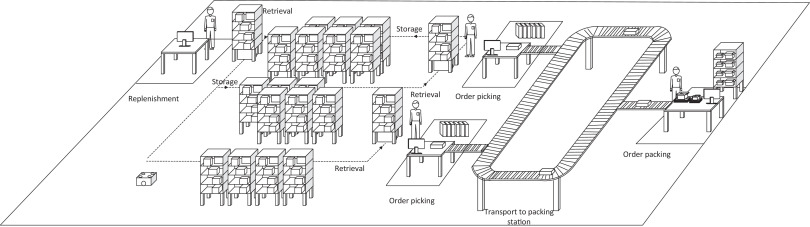 Retrieval
Storage
Storage
Replenishment
Retrieval
Order picking
Order packing
Retrieval
Order picking
Transport to packing
station